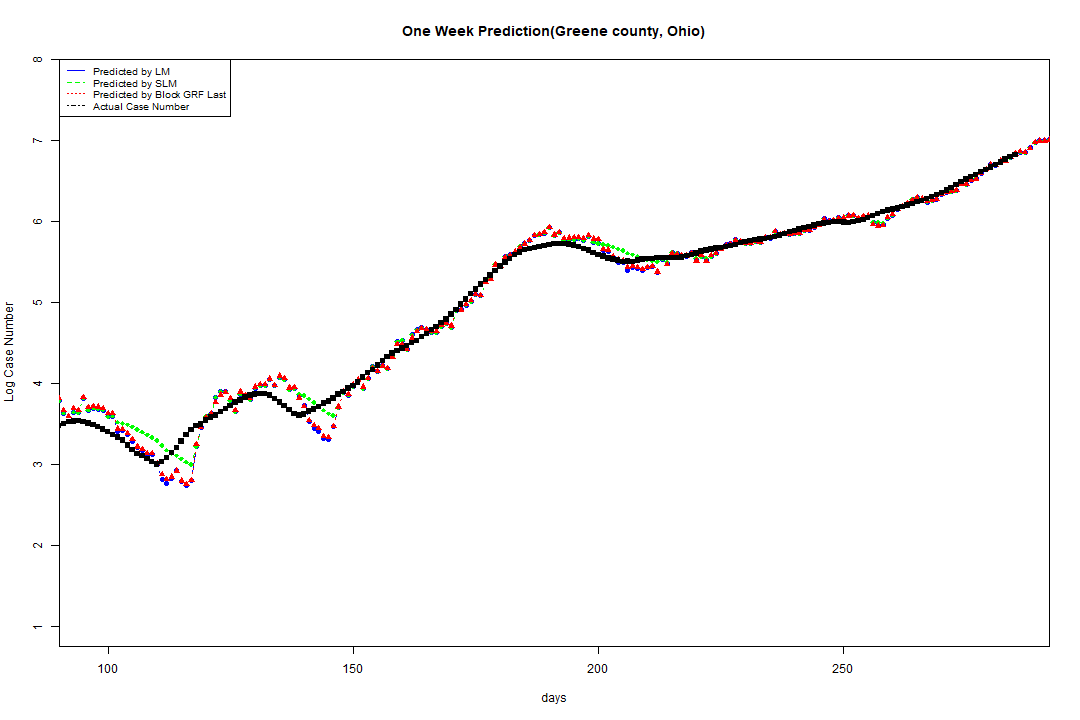 One Week Prediction(Greene county, Ohio)
Predicted by LM
Predicted by SLM
Predicted by Block GRF Last
Actual Case Number
8
7
6
5
4
3
2
1
Log Case Number
100 150 200 250
days